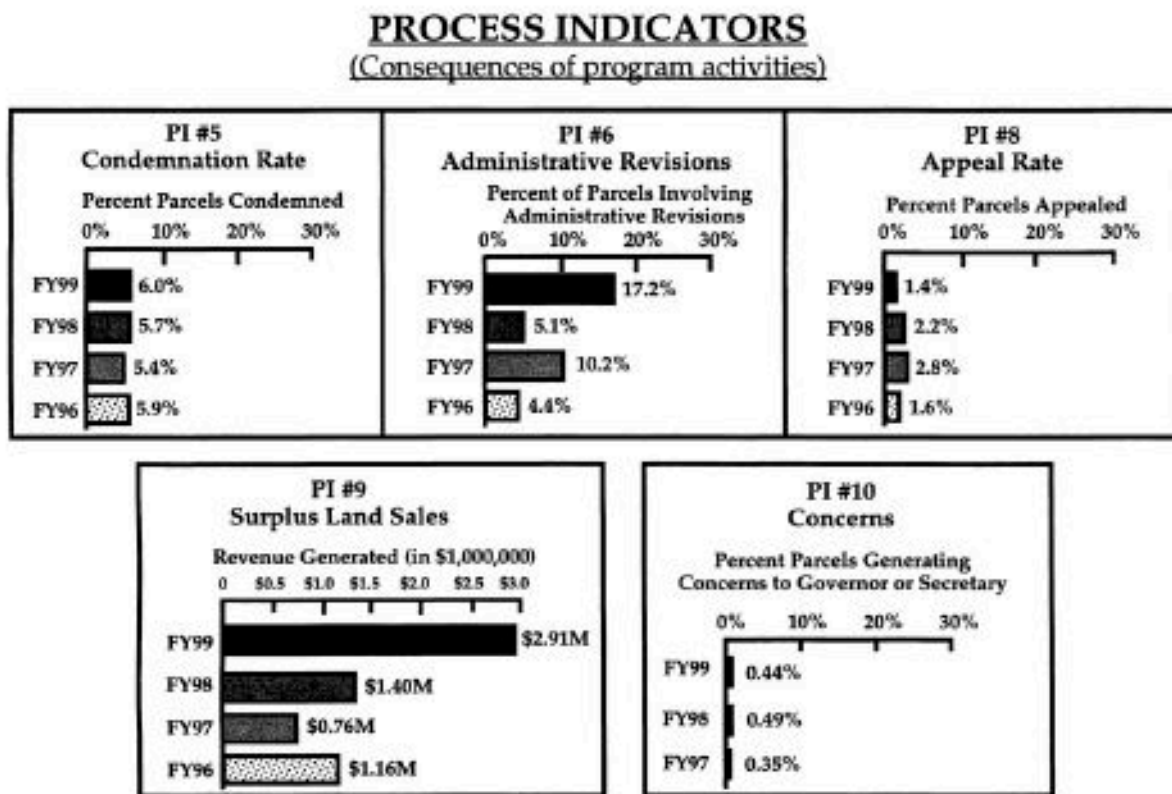 PROCESS INDICATORS
(Consequences of program activities)
PI #5
Condemnation Rate
Percent Parcels Condemned
0% 10% 20% 30%
FY99 6.0%
FY98 5.7%
FY97 5.4%
FY96 5.9%
PI #6
Administrative Revisions
Percent of Parcels Involving
Administrative Revisions
0% 10% 20% 30%
FY99 17.2%
FY98 5.1%
FY97 10.2%
FY96 4.4%
PI #8
Appeal Rate
Percent Parcels Appealed
0% 10% 20% 30%
FY99 1.4%
FY98 2.2%
FY97 2.8%
FY96 1.6%
PI #9
Surplus Land Sales
Revenue Generated (in $1,000,000)
0 $0.5 $1.0 $1.5 $2.0 $2.5 $3.0
FY99 $2.91M
FY98 $1.40M
FY97 $0.76M
FY96 $1.16M
PI #10
Concerns
Percent Parcels Generating
Concerns to Governor or Secretary
0% 10% 20% 30%
FY99 0.44%
FY98 0.49%
FY97 0.35%